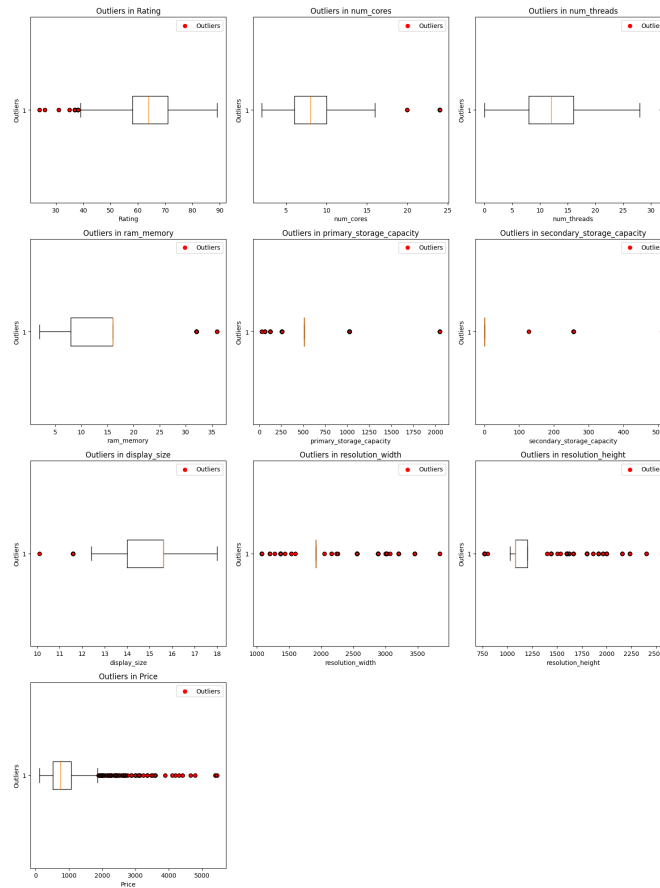 Outliers in Rating
Outliers
Outliers
1
30 40 50 60 70 80 90
Rating
Outliers in num_cores
Outliers
Outliers
1
5 10 15 20 25
num_cores
Outliers in num_threads
Outliers
Outliers
1
0 5 10 15 20 25 30
num_threads
Outliers in ram_memory
Outliers
Outliers
1
5 10 15 20 25 30 35
ram_memory
Outliers in primary_storage_capacity
Outliers
Outliers
1
0 250 500 750 1000 1250 1500 1750 2000
primary_storage_capacity
Outliers in secondary_storage_capacity
Outliers
Outliers
1
0 100 200 300 400
secondary_storage_capacity
Outliers in display_size
Outliers
Outliers
1
10 11 12 13 14 15 16 17 18
display_size
Outliers in resolution_width
Outliers
Outliers
1
1000 1500 2000 2500 3000 3500
resolution_width
Outliers in resolution_height
Outliers
Outliers
1
750 1000 1250 1500 1750 2000 2250
resolution_height
Outliers in Price
Outliers
Outliers
1
0 1000 2000 3000 4000 5000
Price